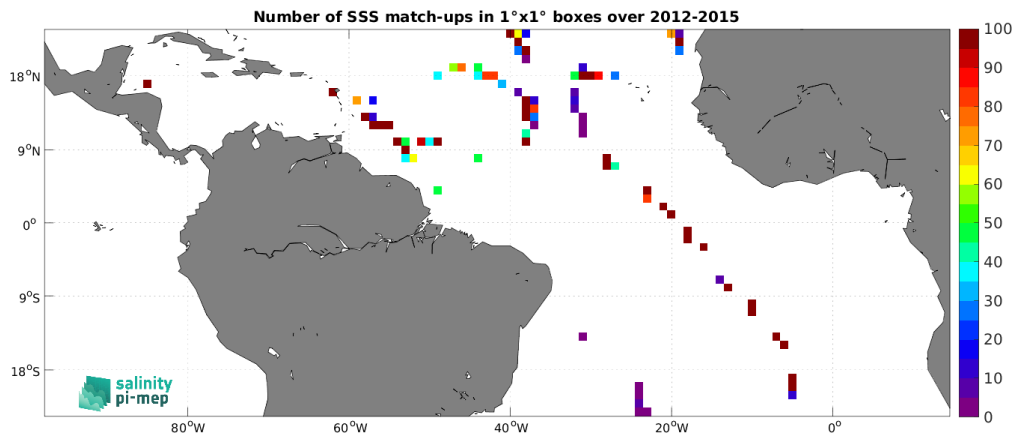 Number of SSS match-ups in 1°x1° boxes over 2012-2015
18°N
9°N
0°
9°S
18°S
80°W
60°W
40°W
20°W
0°
100
90
80
70
60
50
40
30
20
10
0
salinity
pi-mep